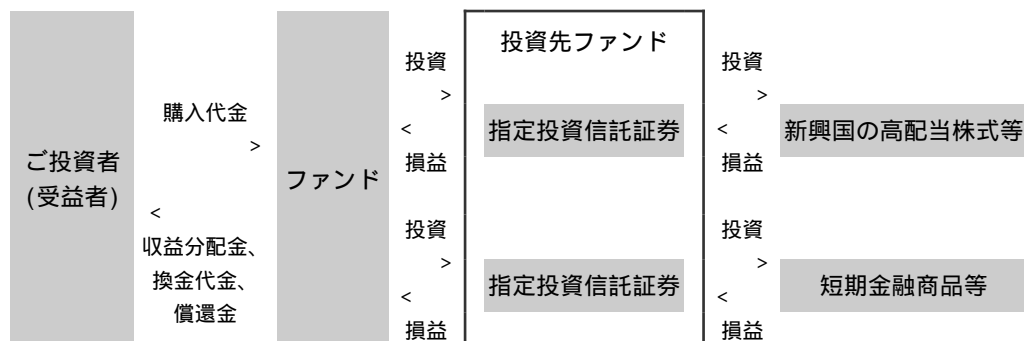 ご投資者
(受益者)
購入代金
>
<
収益分配金、
換金代金、
償還金
ファンド
投資
>
<
損益
投資
>
<
損益
投資先ファンド
指定投資信託証券
指定投資信託証券
投資
>
<
損益
投資
>
<
損益
新興国の高配当株式等
短期金融商品等